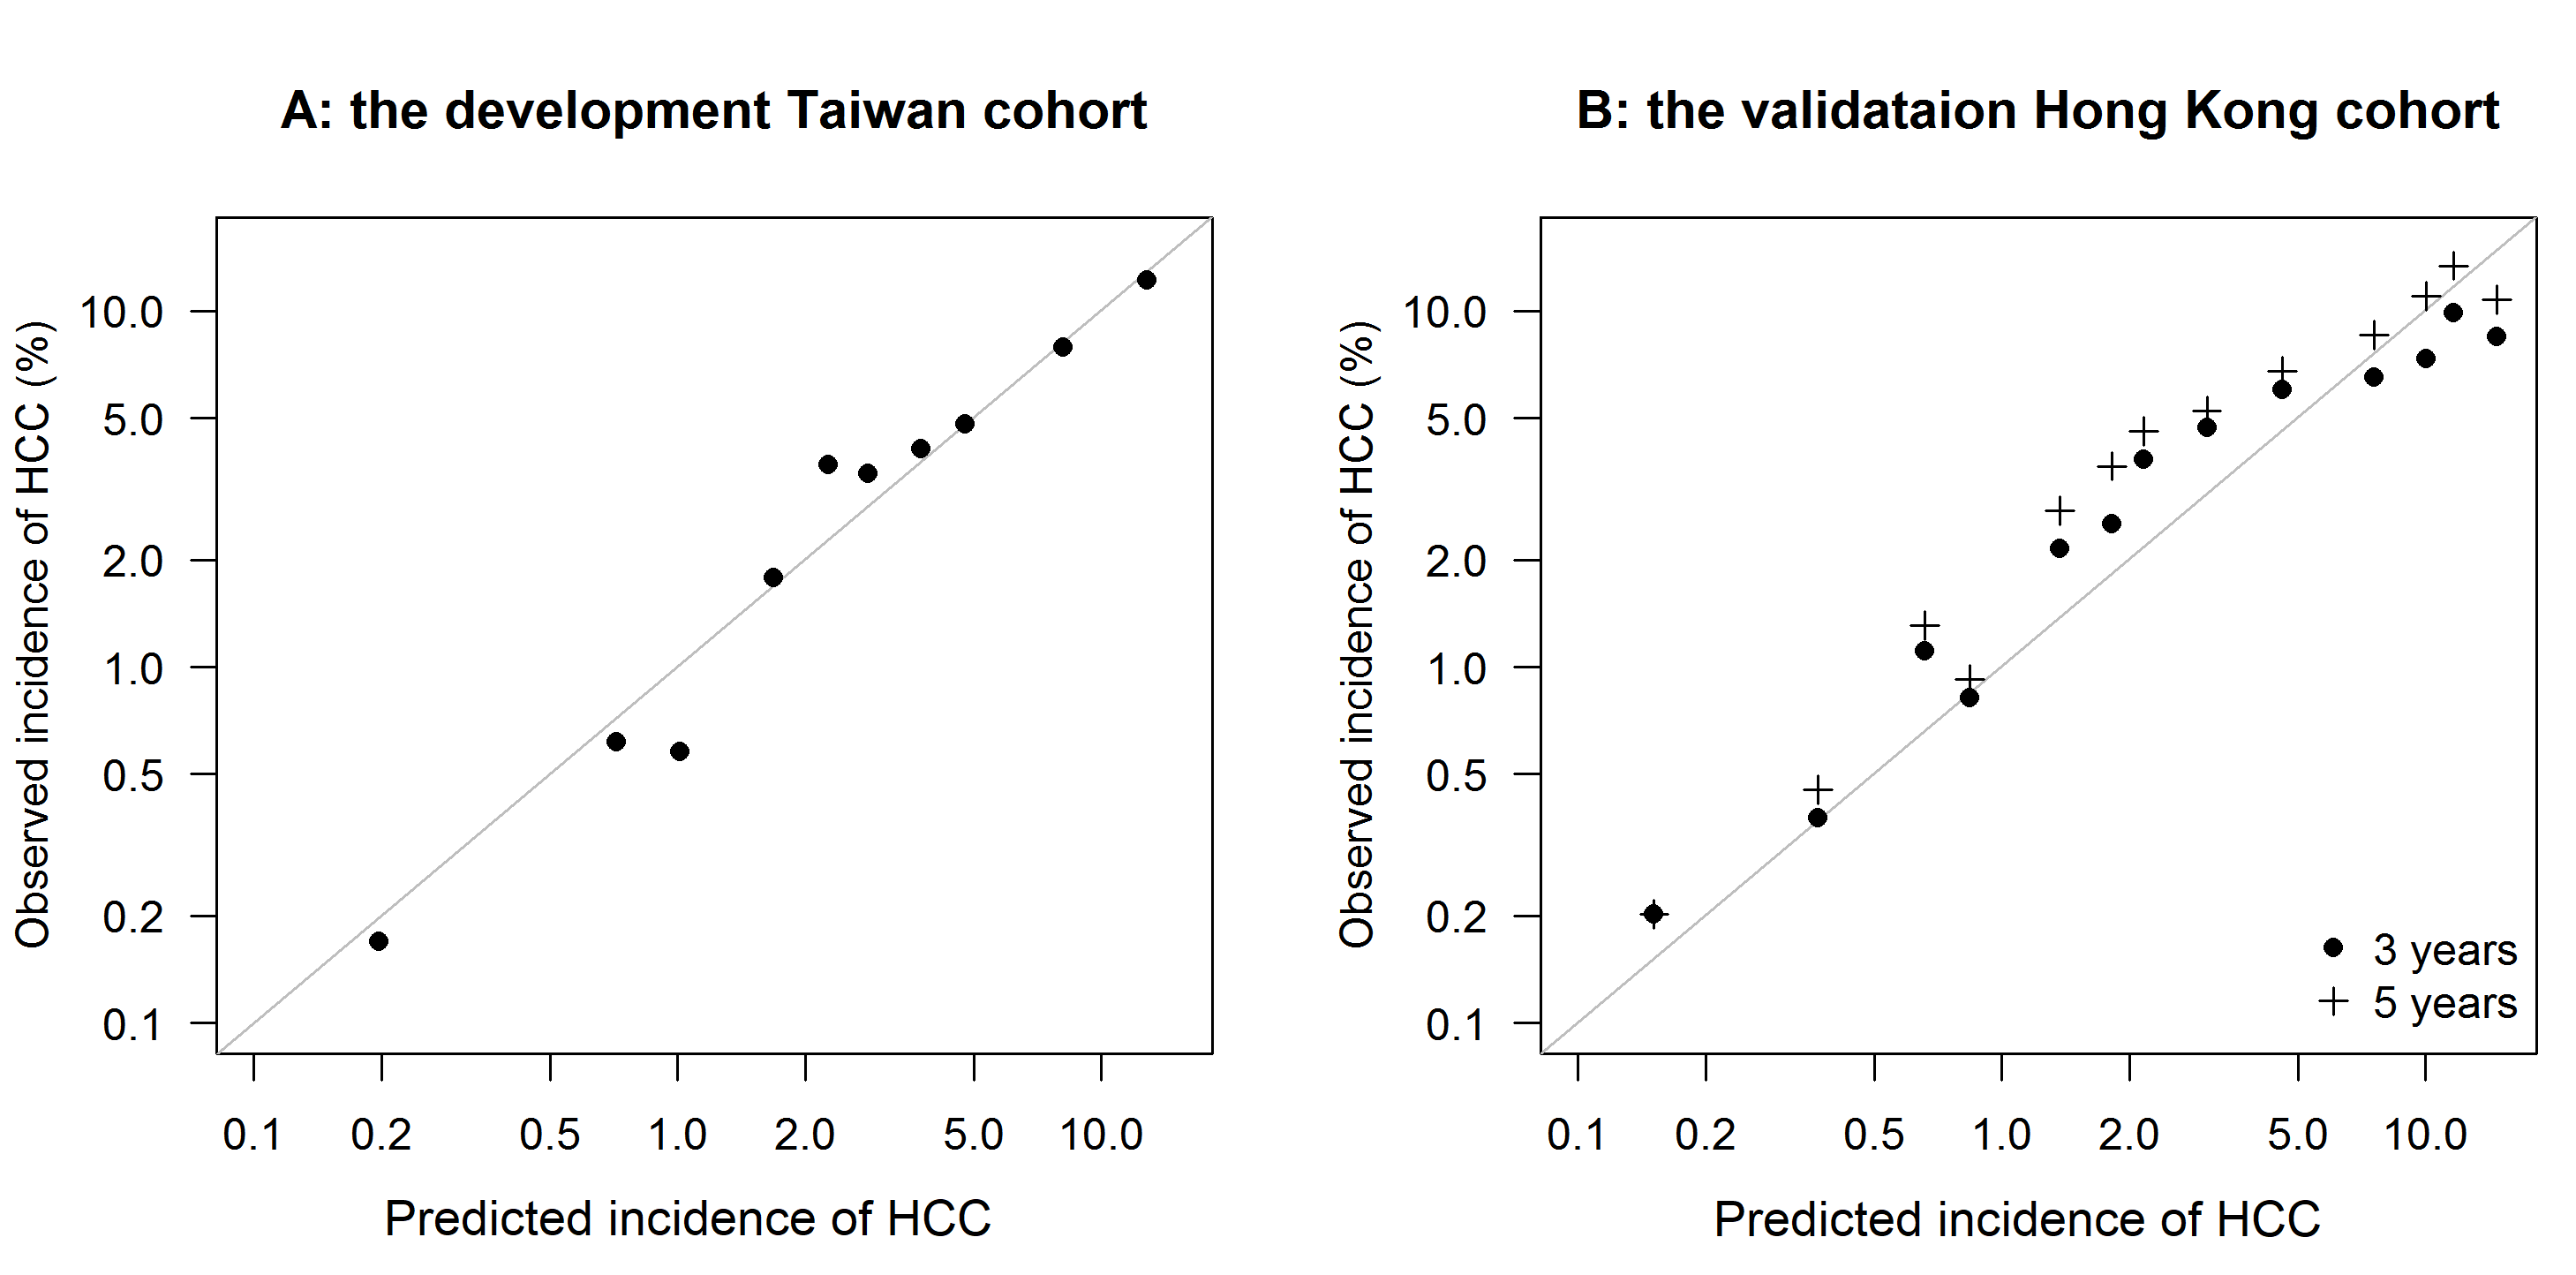 A: the development Taiwan cohort
Observed incidence of HCC (%)
10.0
5.0
2.0
1.0
0.5
0.2
0.1
0.1 0.2 0.5 1.0 2.0 5.0 10.0
Predicted incidence of HCC
B: the validataion Hong Kong cohort
Observed incidence of HCC (%)
10.0
5.0
2.0
1.0
0.5
0.2
0.1
3 years
5 years
0.1 0.2 0.5 1.0 2.0 5.0 10.0
Predicted incidence of HCC